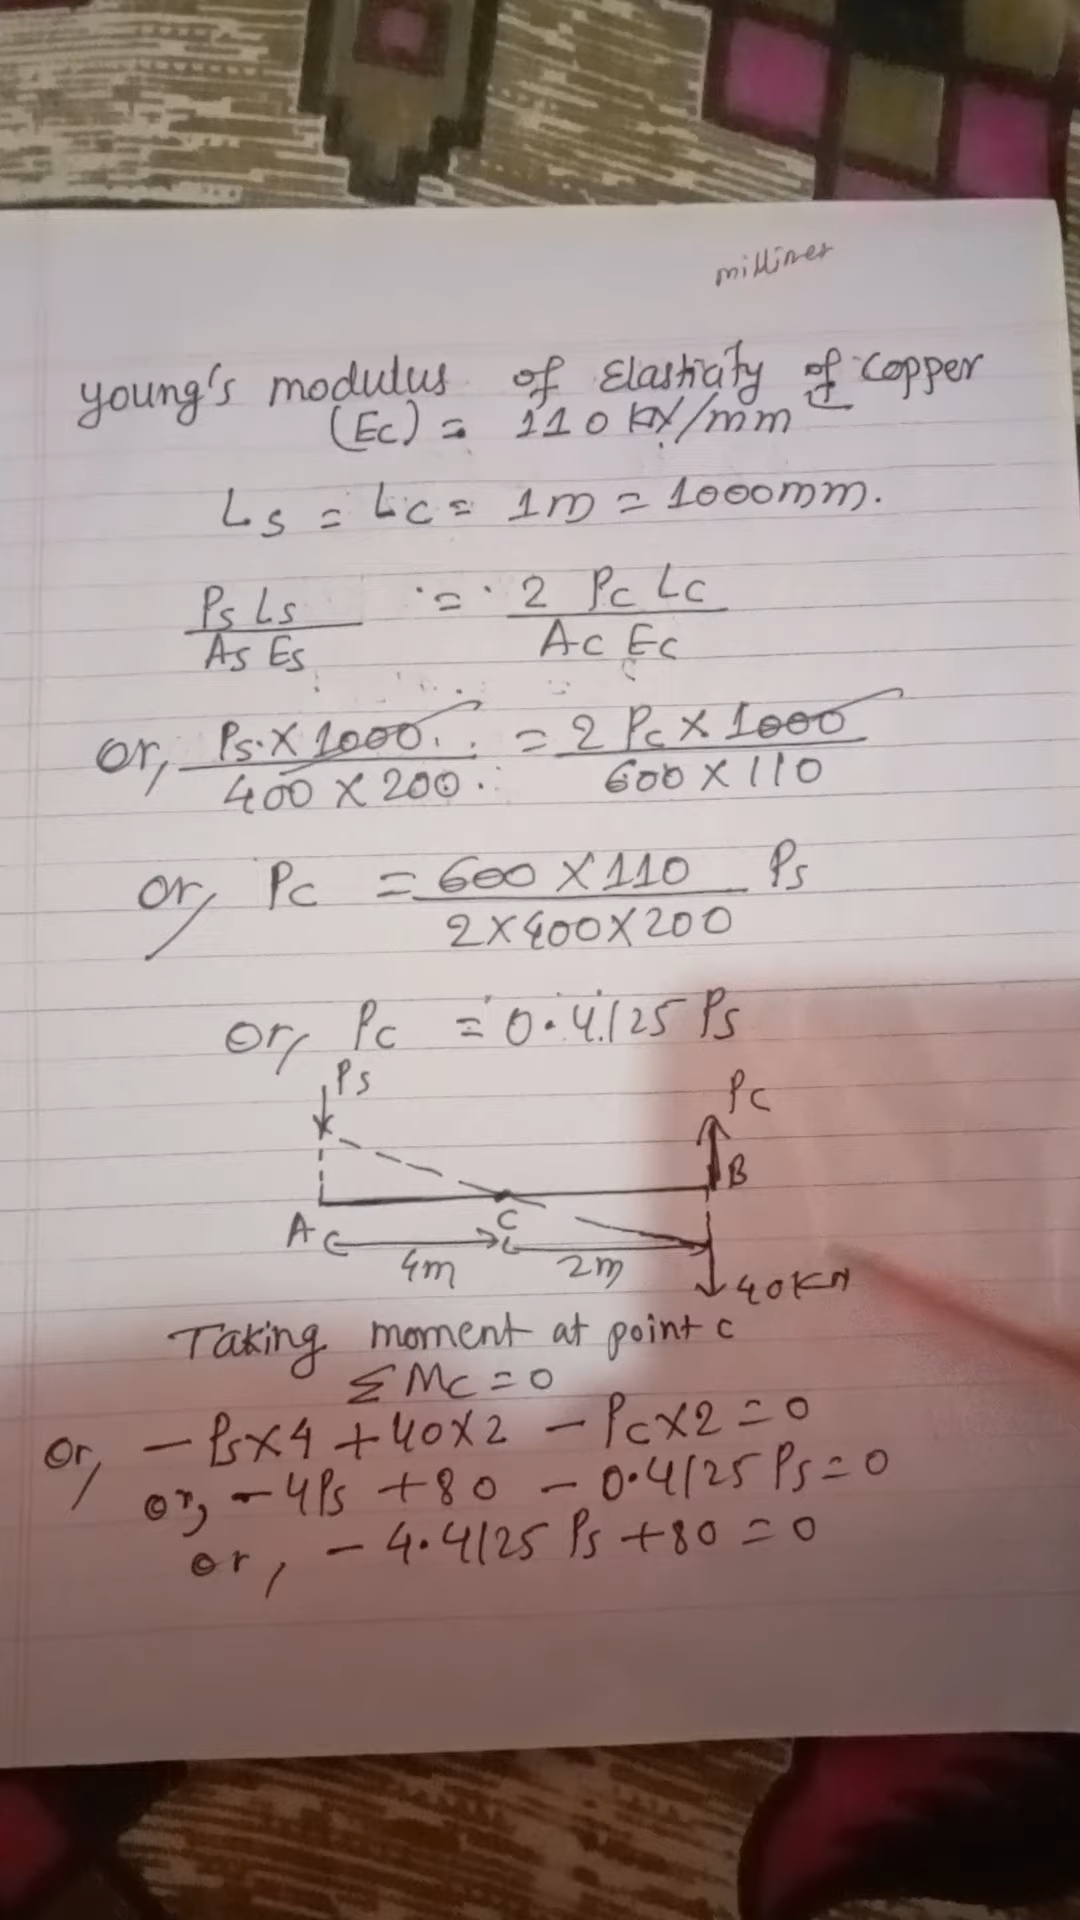 milliner
young's modulus of Elasticity of copper
(Ec) = 110 kN/mm
Ls = Lc = 1m = 1000mm.
Ps Ls / As Es = 2 Pc Lc / Ac Ec
or, Ps × 1000 / 400 × 200 = 2 Pc × 1000 / 600 × 110
or, Pc = 600 × 110 / 2 × 400 × 200 Ps
or, Pc = 0.4125 Ps
Ps
Pc
B
A
C
4m
2m
40KN
Taking moment at point c
ΣMc = 0
or, - Ps×4 + 40×2 - Pc×2 = 0
or, - 4Ps + 80 - 0.4125 Ps = 0
or, - 4.4125 Ps + 80 = 0